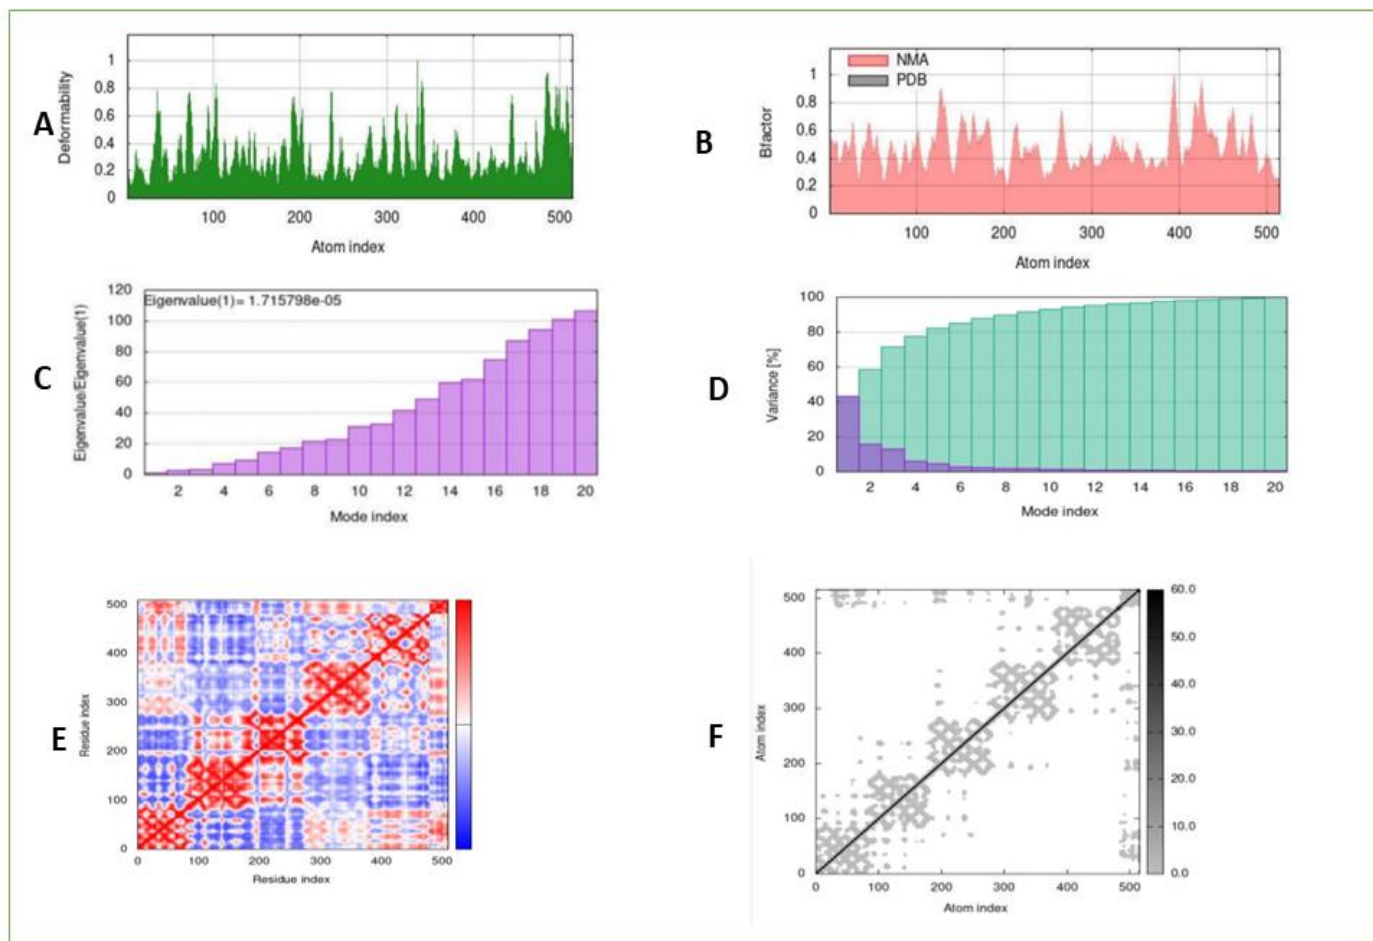 A
Deformability
1
0.8
0.6
0.4
0.2
0
100 200 300 400 500
Atom index
B
Bfactor
NMA
PDB
1
0.8
0.6
0.4
0.2
0
100 200 300 400 500
Atom index
C
Eigenvalue/Eigenvalue(1)
Eigenvalue(1)= 1.715798e-05
120
100
80
60
40
20
0
2 4 6 8 10 12 14 16 18 20
Mode index
D
Variance [%]
100
80
60
40
20
0
2 4 6 8 10 12 14 16 18 20
Mode index
E
Residue index
500
400
300
200
100
0
0 100 200 300 400 500
Residue index
F
Atom index
500
400
300
200
100
0
0 100 200 300 400 500
Atom index
60.0
50.0
40.0
30.0
20.0
10.0
0.0